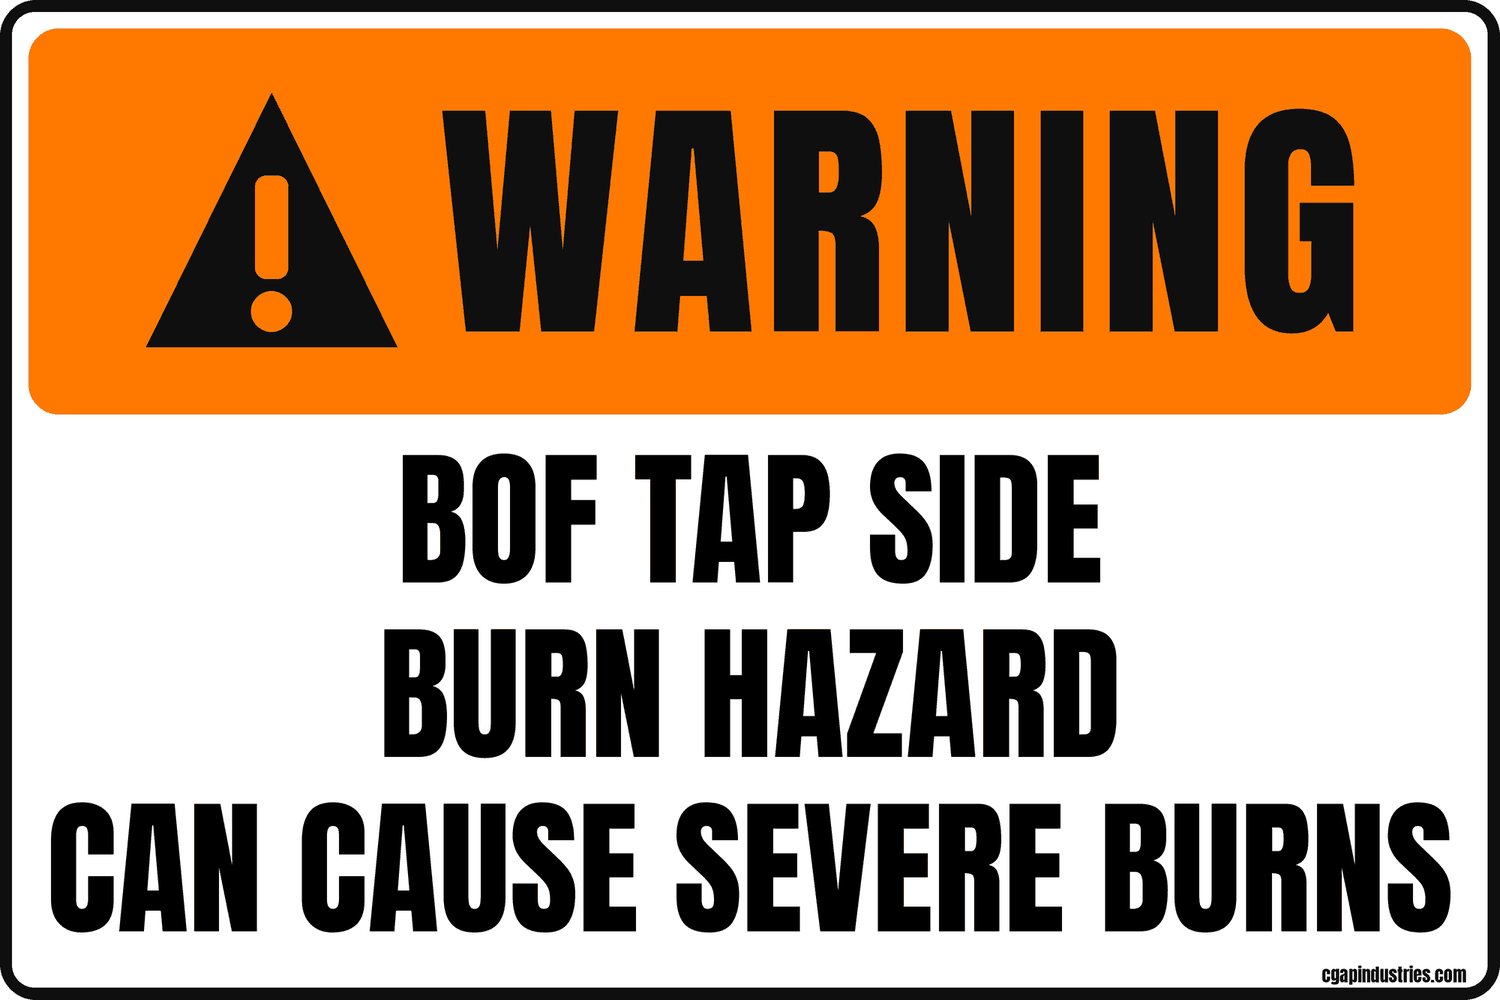 WARNING
BOF TAP SIDE
BURN HAZARD
CAN CAUSE SEVERE BURNS
cgapindustries.com